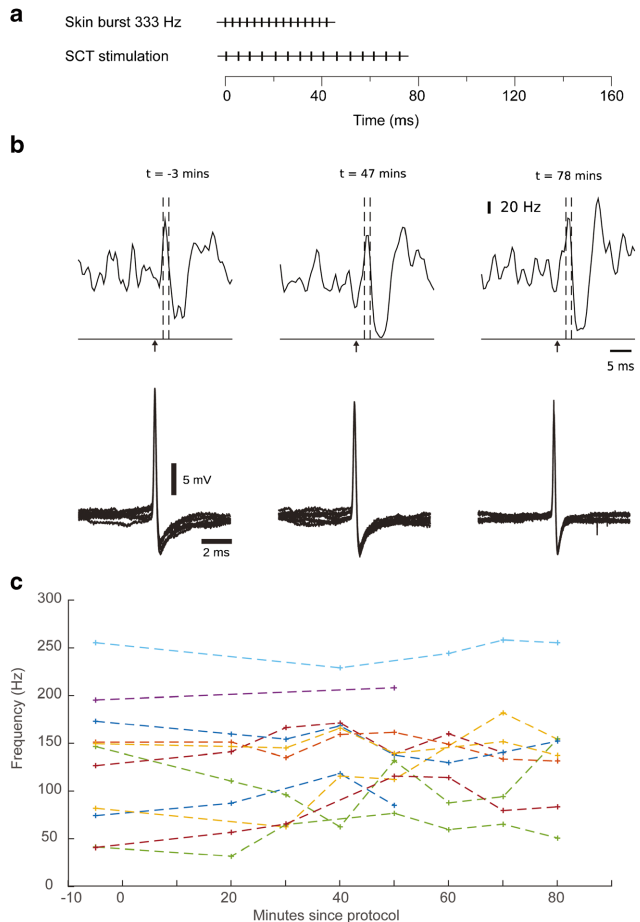 a
Skin burst 333 Hz
SCT stimulation
0 40 80 120 160
Time (ms)
b
t = -3 mins t = 47 mins t = 78 mins
20 Hz
5 ms
5 mV
2 ms
c
300
250
200
150
100
50
0
Frequency (Hz)
-10 0 20 30 40 50 60 70 80
Minutes since protocol